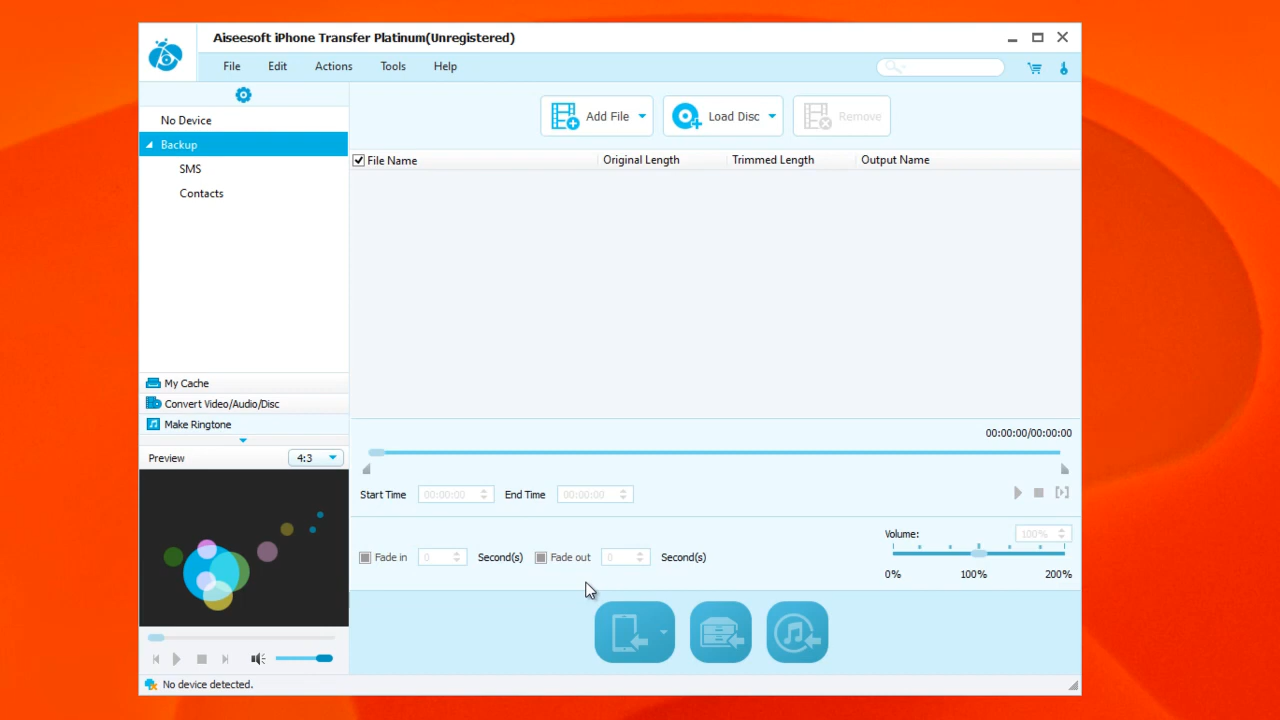 Aiseesoft iPhone Transfer Platinum(Unregistered)
File Edit Actions Tools Help
No Device
Backup
SMS
Contacts
Add File Load Disc Remove
File Name Original Length Trimmed Length Output Name
My Cache
Convert Video/Audio/Disc
Make Ringtone
Preview 4:3
00:00:00/00:00:00
Start Time 00:00:00 End Time 00:00:00
Fade in 0 Second(s) Fade out 0 Second(s)
Volume: 100%
0% 100% 200%
No device detected.